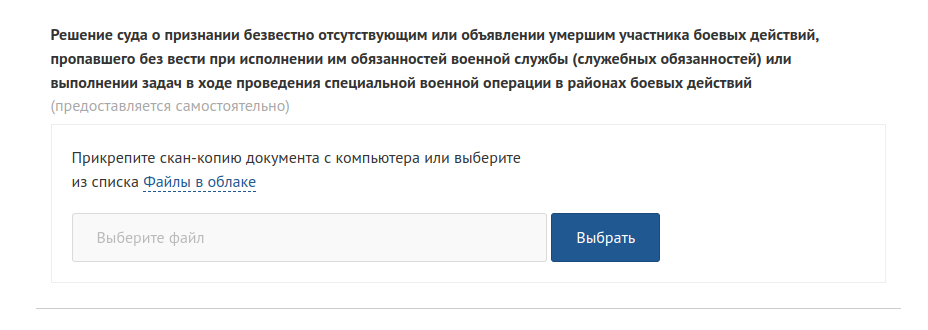 Решение суда о признании безвестно отсутствующим или объявлении умершим участника боевых действий,
пропавшего без вести при исполнении им обязанностей военной службы (служебных обязанностей) или
выполнении задач в ходе проведения специальной военной операции в районах боевых действий
(предоставляется самостоятельно)
Прикрепите скан-копию документа с компьютера или выберите
из списка Файлы в облаке
Выберите файл
Выбрать